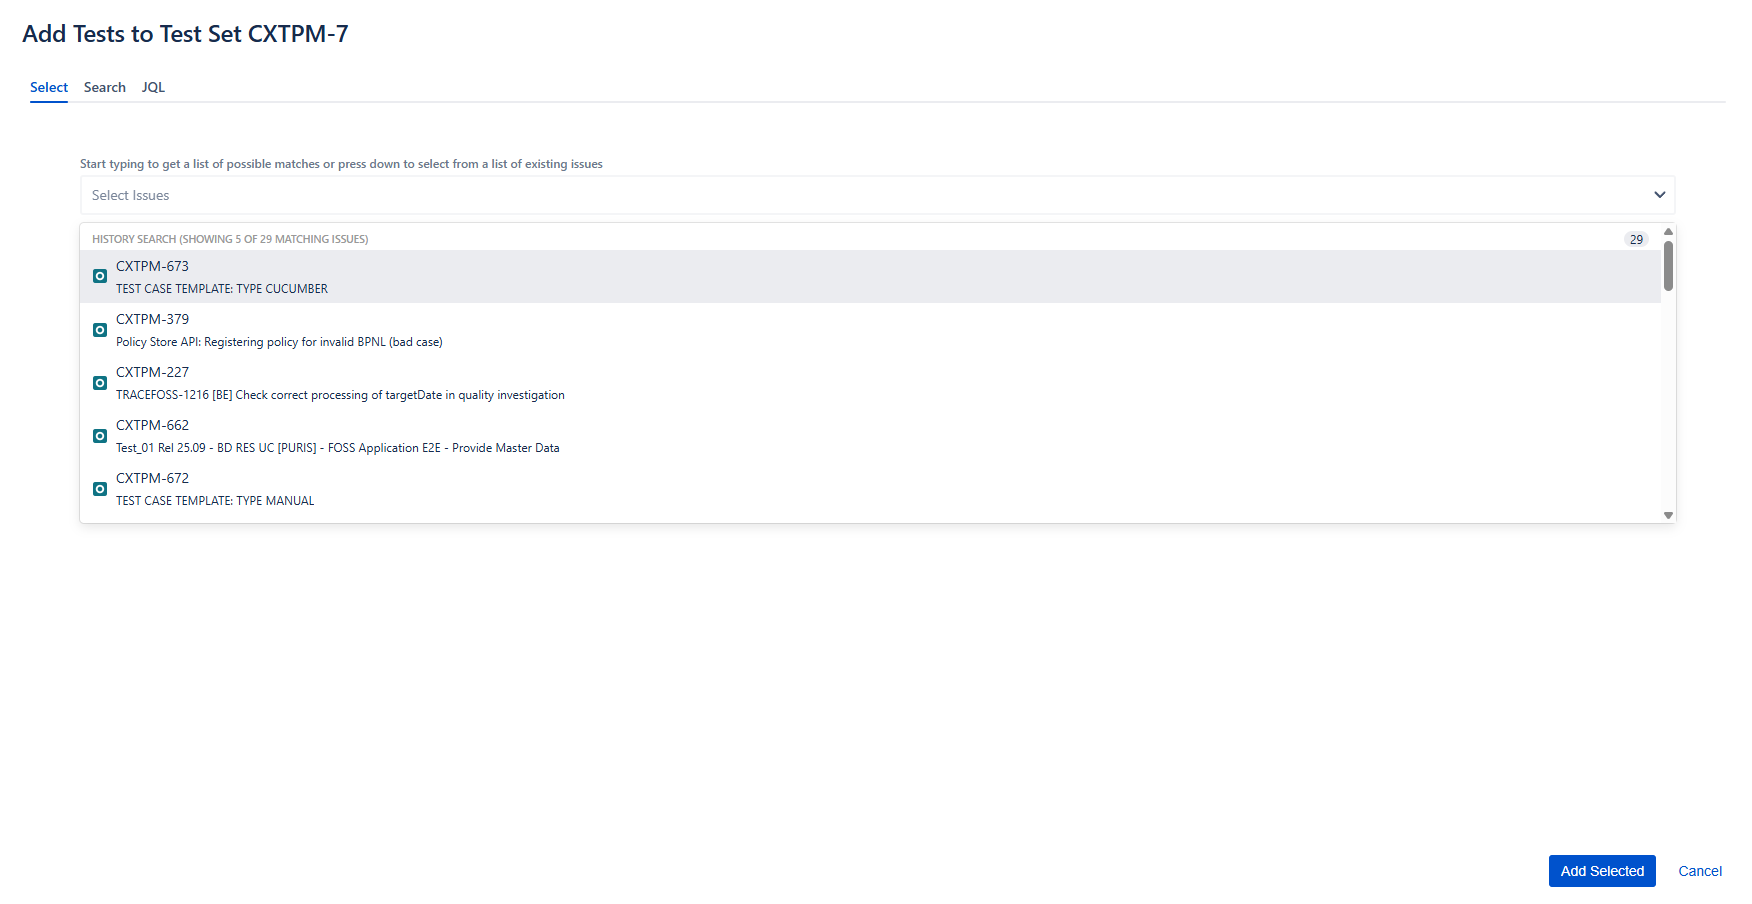 Add Tests to Test Set CXTPM-7
Select Search JQL
Start typing to get a list of possible matches or press down to select from a list of existing issues
Select Issues
HISTORY SEARCH (SHOWING 5 OF 29 MATCHING ISSUES) 29
CXTPM-673
TEST CASE TEMPLATE: TYPE CUCUMBER
CXTPM-379
Policy Store API: Registering policy for invalid BPNL (bad case)
CXTPM-227
TRACEFOSS-1216 [BE] Check correct processing of targetDate in quality investigation
CXTPM-662
Test_01 Rel 25.09 - BD RES UC [PURIS] - FOSS Application E2E - Provide Master Data
CXTPM-672
TEST CASE TEMPLATE: TYPE MANUAL
Add Selected Cancel